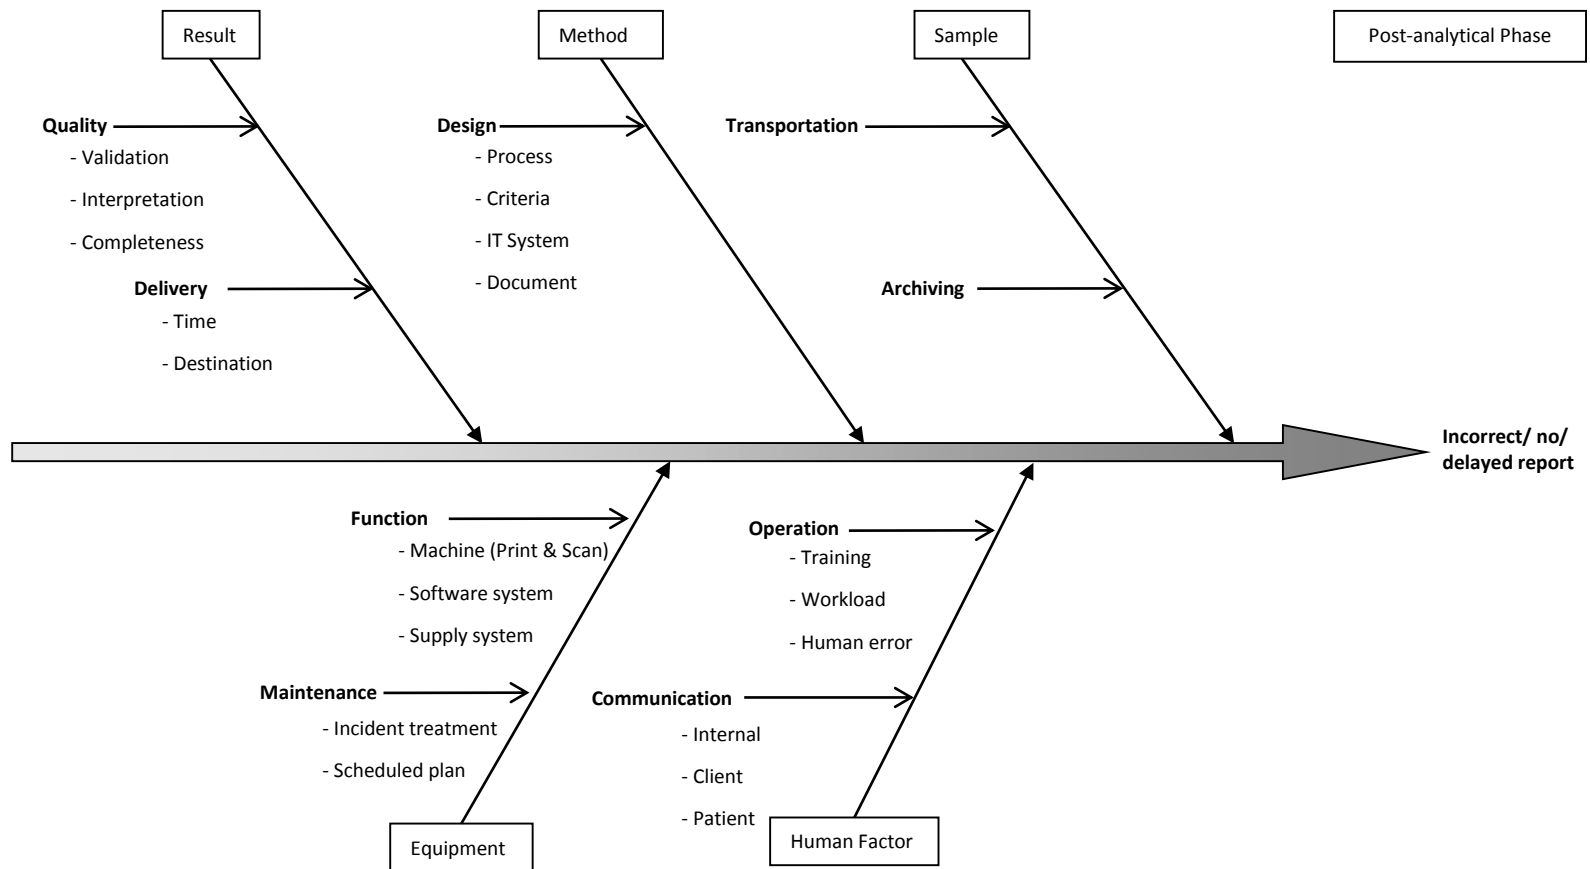 Result
Method
Sample
Post-analytical Phase
Quality
- Validation
- Interpretation
- Completeness
Delivery
- Time
- Destination
Design
- Process
- Criteria
- IT System
- Document
Transportation
Archiving
Incorrect/ no/
delayed report
Function
- Machine (Print & Scan)
- Software system
- Supply system
Maintenance
- Incident treatment
- Scheduled plan
Equipment
Operation
- Training
- Workload
- Human error
Communication
- Internal
- Client
- Patient
Human Factor